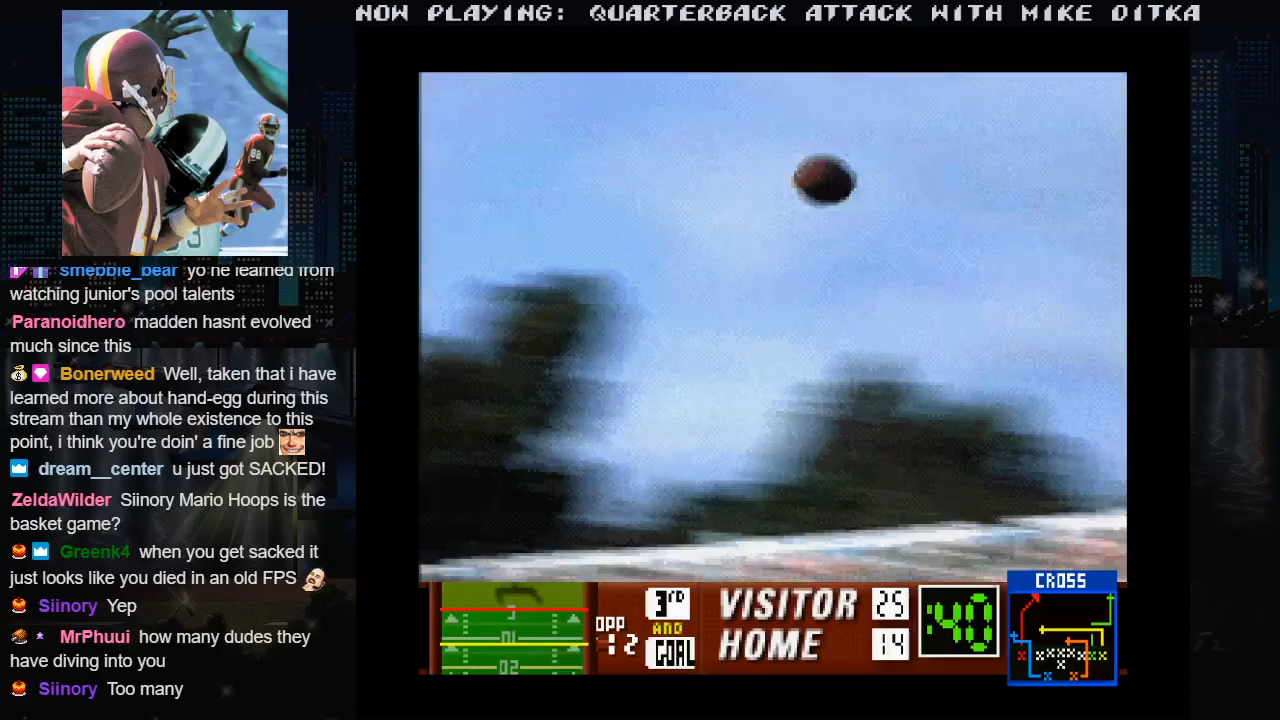 NOW PLAYING: QUARTERBACK ATTACK WITH MIKE DITKA
88
smebbie_bear yo he learned from
watching junior's pool talents
Paranoidhero madden hasnt evolved
much since this
Bonerweed Well, taken that i have
learned more about hand-egg during this
stream than my whole existence to this
point, i think you're doin' a fine job
dream__center u just got SACKED!
ZeldaWilder Siinory Mario Hoops is the
basket game?
Greenk4 when you get sacked it
just looks like you died in an old FPS
Siinory Yep
MrPhuui how many dudes they
have diving into you
Siinory Too many
OPP
12
3RD
AND
GOAL
VISITOR 25
HOME 14
:40
CROSS